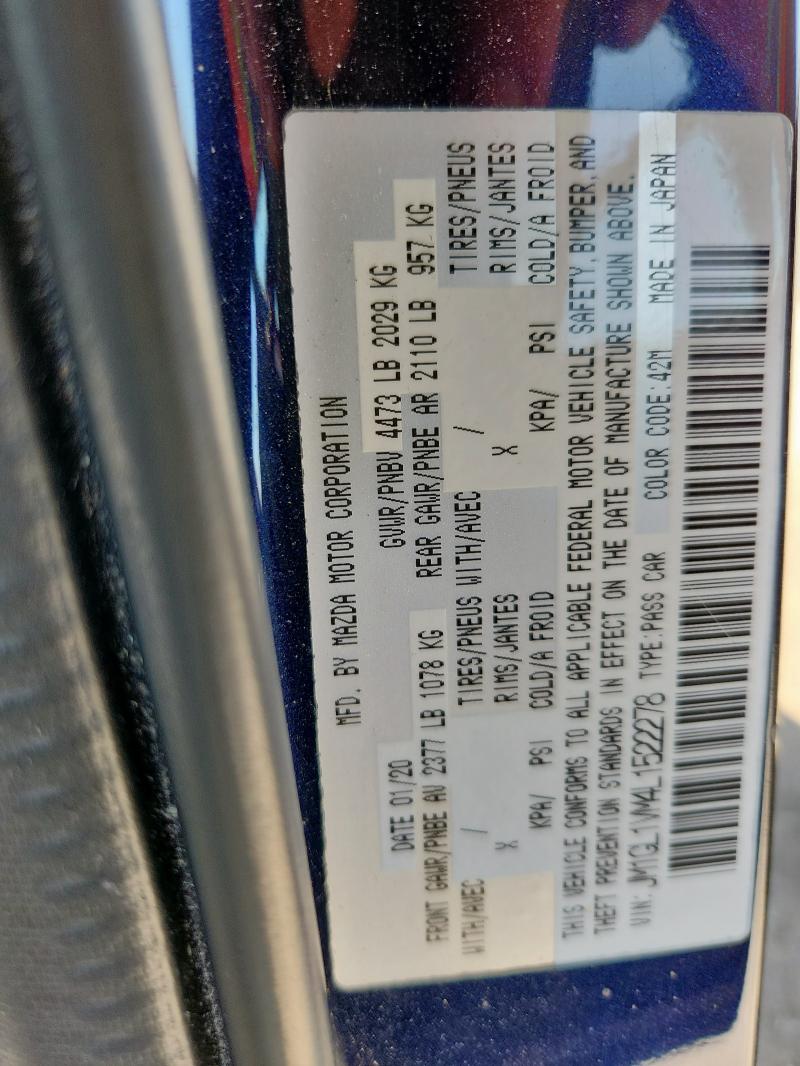 MFD. BY MAZDA MOTOR CORPORATION
DATE 01/20 GVWR/PNBV 4473 LB 2029 KG
FRONT GAWR/PNBE AV 2377 LB 1078 KG REAR GAWR/PNBE AR 2110 LB 957 KG
WITH/AVEC / TIRES/PNEUS WITH/AVEC / TIRES/PNEUS
X RIMS/JANTES X RIMS/JANTES
KPA/ PSI COLD/A FROID KPA/ PSI COLD/A FROID
THIS VEHICLE CONFORMS TO ALL APPLICABLE FEDERAL MOTOR VEHICLE SAFETY, BUMPER, AND
THEFT PREVENTION STANDARDS IN EFFECT ON THE DATE OF MANUFACTURE SHOWN ABOVE.
VIN: JM1GL1VM4L1522278 TYPE:PASS CAR COLOR CODE:42M MADE IN JAPAN